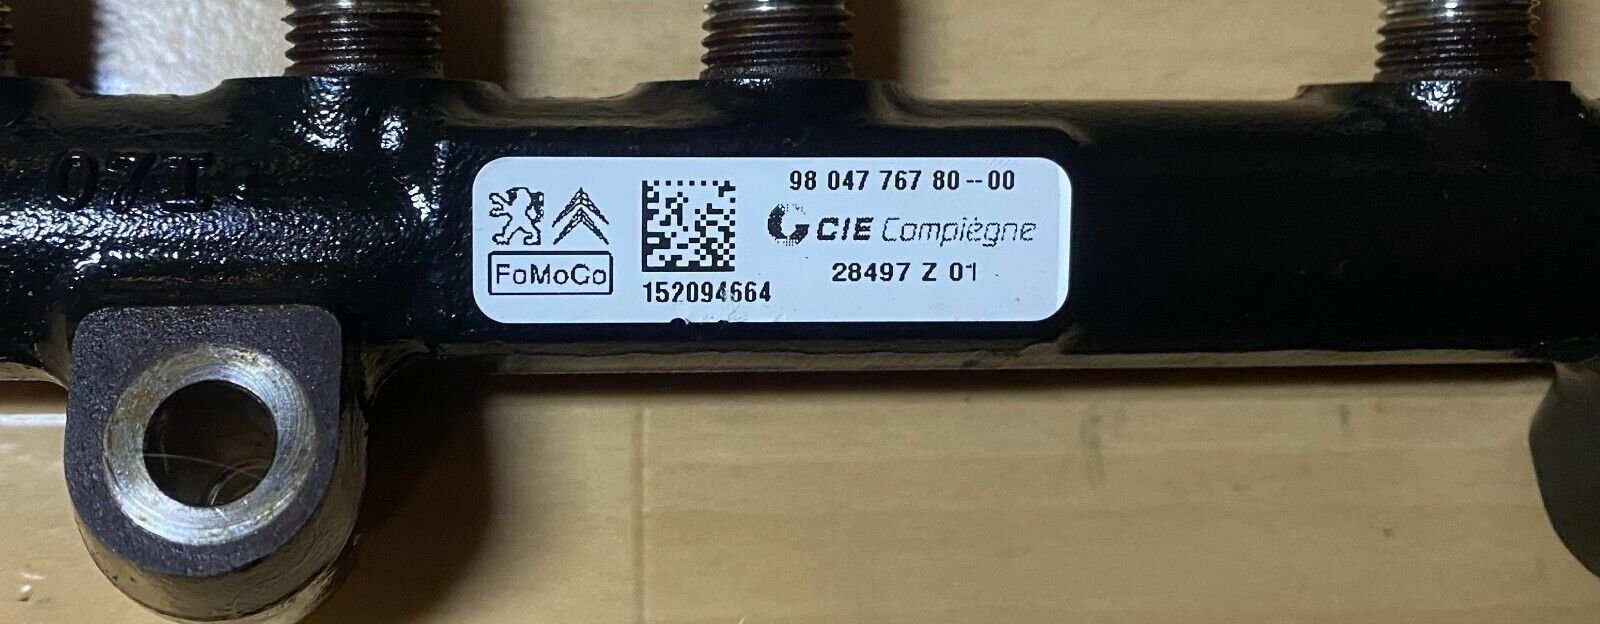 98 047 767 80--00
CIE Compiègne
28497 Z 01
FoMoCo
152094664